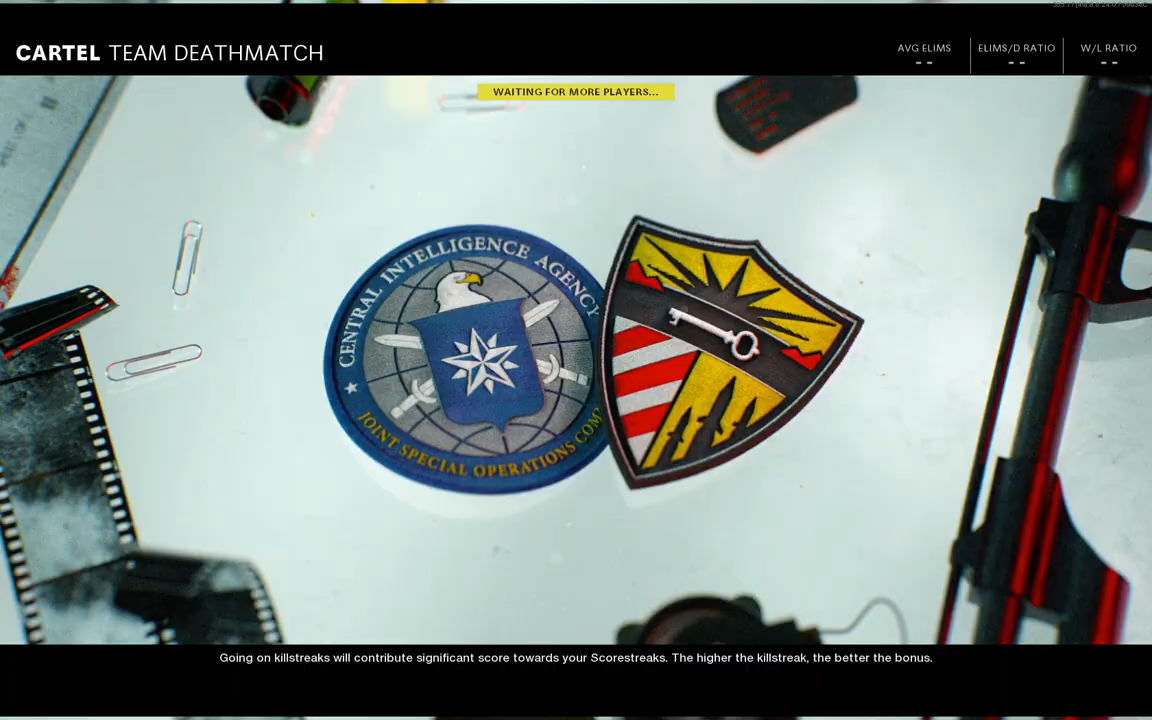 CARTEL TEAM DEATHMATCH
AVG ELIMS
--
ELIMS/D RATIO
--
W/L RATIO
--
WAITING FOR MORE PLAYERS...
CENTRAL INTELLIGENCE AGENCY
JOINT SPECIAL OPERATIONS COM
Going on killstreaks will contribute significant score towards your Scorestreaks. The higher the killstreak, the better the bonus.